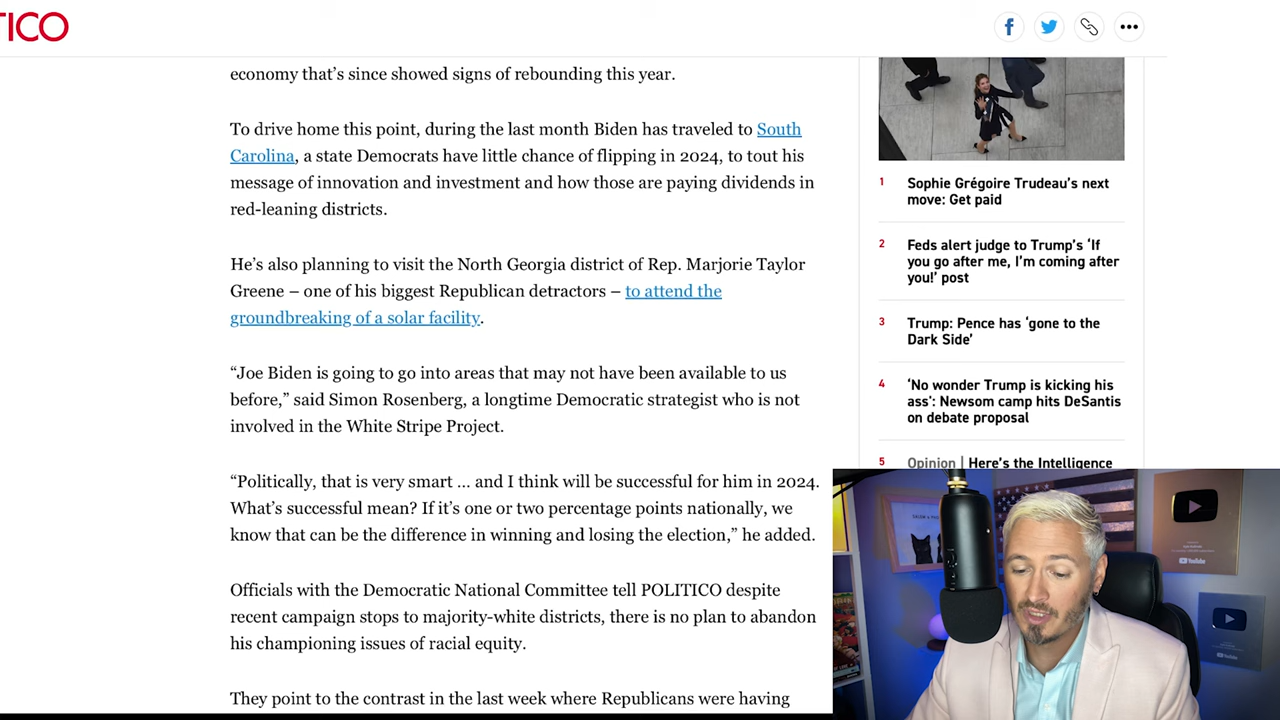 TICO
economy that’s since showed signs of rebounding this year.
To drive home this point, during the last month Biden has traveled to South
Carolina, a state Democrats have little chance of flipping in 2024, to tout his
message of innovation and investment and how those are paying dividends in
red-leaning districts.
He’s also planning to visit the North Georgia district of Rep. Marjorie Taylor
Greene – one of his biggest Republican detractors – to attend the
groundbreaking of a solar facility.
“Joe Biden is going to go into areas that may not have been available to us
before,” said Simon Rosenberg, a longtime Democratic strategist who is not
involved in the White Stripe Project.
“Politically, that is very smart … and I think will be successful for him in 2024.
What’s successful mean? If it’s one or two percentage points nationally, we
know that can be the difference in winning and losing the election,” he added.
Officials with the Democratic National Committee tell POLITICO despite
recent campaign stops to majority-white districts, there is no plan to abandon
his championing issues of racial equity.
They point to the contrast in the last week where Republicans were having
1 Sophie Grégoire Trudeau’s next
move: Get paid
2 Feds alert judge to Trump’s ‘If
you go after me, I’m coming after
you!’ post
3 Trump: Pence has ‘gone to the
Dark Side’
4 ‘No wonder Trump is kicking his
ass’: Newsom camp hits DeSantis
on debate proposal
5 Opinion | Here’s the Intelligence
YouTube
YouTube